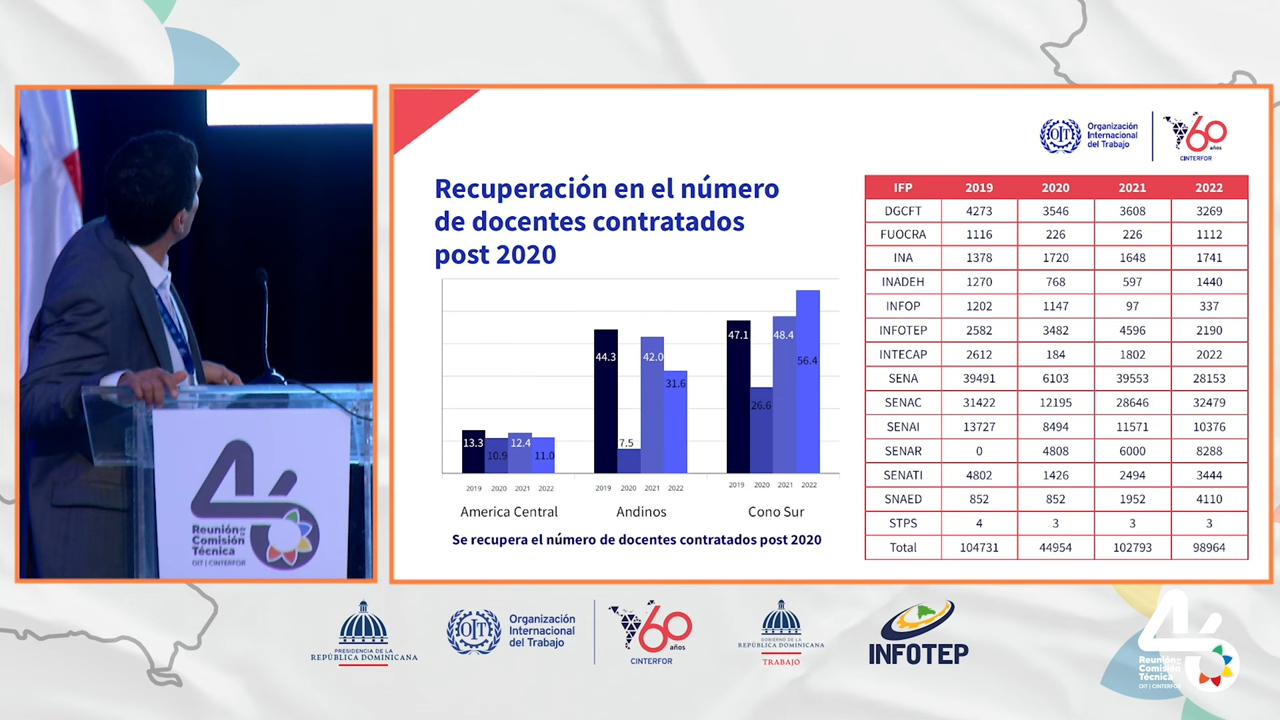 OIT
Organización
Internacional
del Trabajo
60
años
CINTERFOR
Recuperación en el número
de docentes contratados
post 2020
13.3 10.9 12.4 11.0
44.3 7.5 42.0 31.6
47.1 26.6 48.4 56.4
2019 2020 2021 2022
2019 2020 2021 2022
2019 2020 2021 2022
America Central Andinos Cono Sur
Se recupera el número de docentes contratados post 2020
IFP 2019 2020 2021 2022
DGCFT 4273 3546 3608 3269
FUOCRA 1116 226 226 1112
INA 1378 1720 1648 1741
INADEH 1270 768 597 1440
INFOP 1202 1147 97 337
INFOTEP 2582 3482 4596 2190
INTECAP 2612 184 1802 2022
SENA 39491 6103 39553 28153
SENAC 31422 12195 28646 32479
SENAI 13727 8494 11571 10376
SENAR 0 4808 6000 8288
SENATI 4802 1426 2494 3444
SNAED 852 852 1952 4110
STPS 4 3 3 3
Total 104731 44954 102793 98964
46
Reunión de
Comisión
Técnica
OIT | CINTERFOR
PRESIDENCIA DE LA
REPÚBLICA DOMINICANA
OIT
Organización
Internacional
del Trabajo
60
años
CINTERFOR
GOBIERNO DE LA
REPÚBLICA DOMINICANA
TRABAJO
INFOTEP
46
Reunión de
Comisión
Técnica
OIT | CINTERFOR